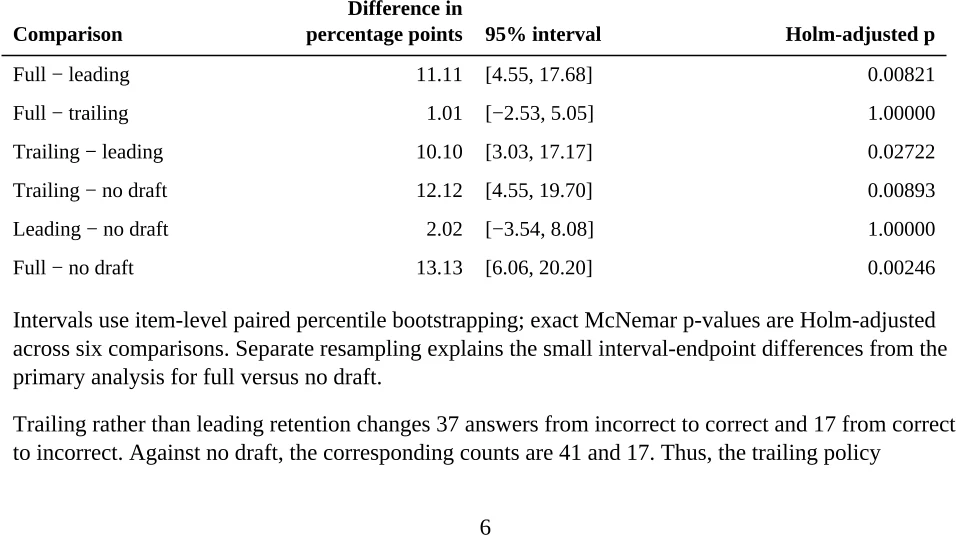 Difference in
Comparison percentage points 95% interval Holm-adjusted p
Full − leading 11.11 [4.55, 17.68] 0.00821
Full − trailing 1.01 [−2.53, 5.05] 1.00000
Trailing − leading 10.10 [3.03, 17.17] 0.02722
Trailing − no draft 12.12 [4.55, 19.70] 0.00893
Leading − no draft 2.02 [−3.54, 8.08] 1.00000
Full − no draft 13.13 [6.06, 20.20] 0.00246
Intervals use item-level paired percentile bootstrapping; exact McNemar p-values are Holm-adjusted
across six comparisons. Separate resampling explains the small interval-endpoint differences from the
primary analysis for full versus no draft.
Trailing rather than leading retention changes 37 answers from incorrect to correct and 17 from correct
to incorrect. Against no draft, the corresponding counts are 41 and 17. Thus, the trailing policy
6